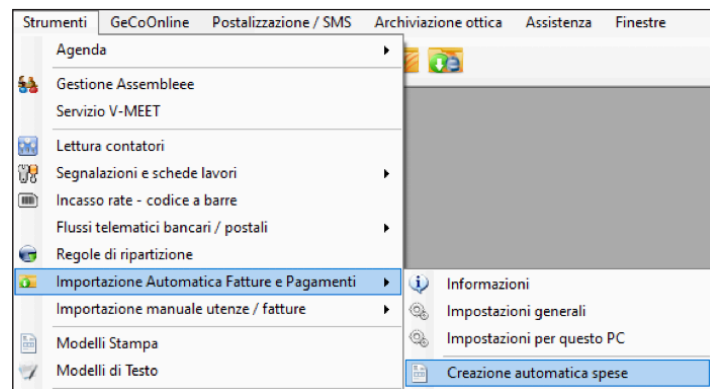 Strumenti GeCoOnline Postalizzazione / SMS Archiviazione ottica Assistenza Finestre
Agenda
Gestione Assembleee
Servizio V-MEET
Lettura contatori
Segnalazioni e schede lavori
Incasso rate - codice a barre
Flussi telematici bancari / postali
Regole di ripartizione
Importazione Automatica Fatture e Pagamenti
Importazione manuale utenze / fatture
Modelli Stampa
Modelli di Testo
Informazioni
Impostazioni generali
Impostazioni per questo PC
Creazione automatica spese